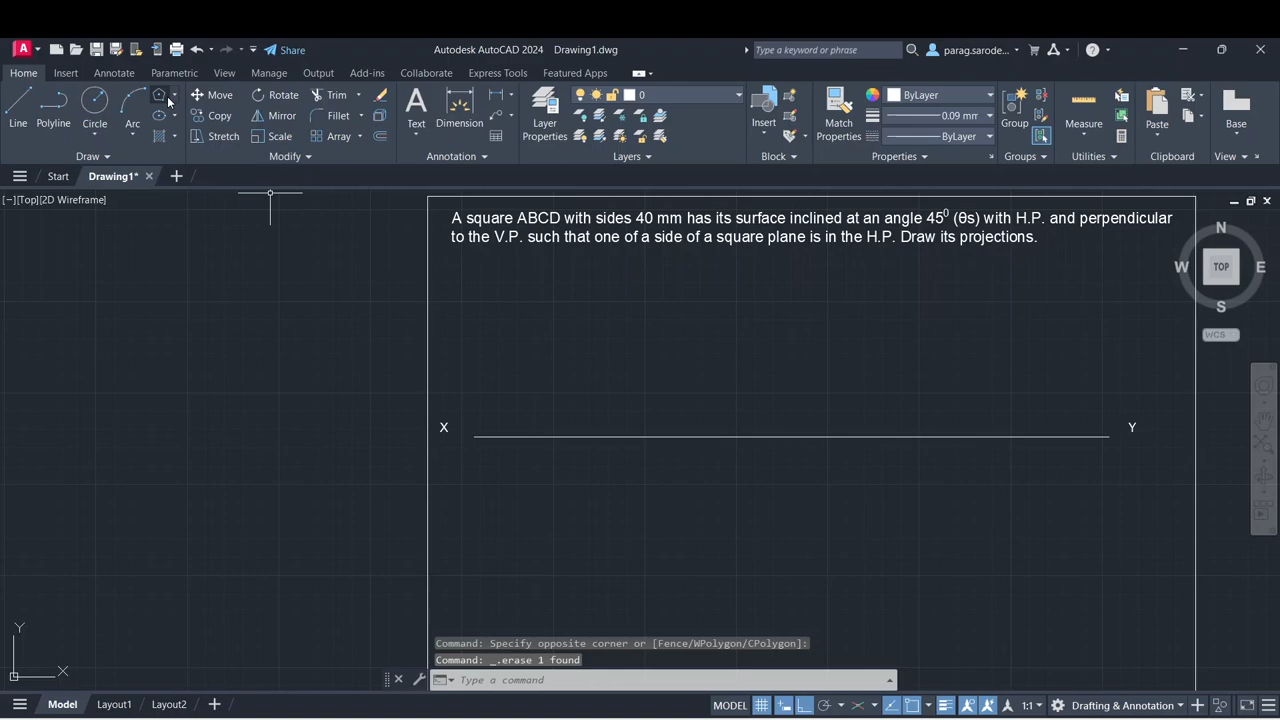 Share
Autodesk AutoCAD 2024 Drawing1.dwg
Type a keyword or phrase
parag.sarode...
Home Insert Annotate Parametric View Manage Output Add-ins Collaborate Express Tools Featured Apps
Line Polyline Circle Arc
Move Rotate Trim
Copy Mirror Fillet
Stretch Scale Array
Text Dimension
Layer Properties
0
Insert
Match Properties
ByLayer
0.09 mm
ByLayer
Group
Measure
Paste
Base
Draw Modify Annotation Layers Block Properties Groups Utilities Clipboard View
Start Drawing1*
[−][Top][2D Wireframe]
A square ABCD with sides 40 mm has its surface inclined at an angle 45⁰ (θs) with H.P. and perpendicular
to the V.P. such that one of a side of a square plane is in the H.P. Draw its projections.
N
W TOP E
S
WCS
X Y
Y
X
Command: Specify opposite corner or [Fence/WPolygon/CPolygon]:
Command: _.erase 1 found
Type a command
Model Layout1 Layout2
MODEL
1:1
Drafting & Annotation